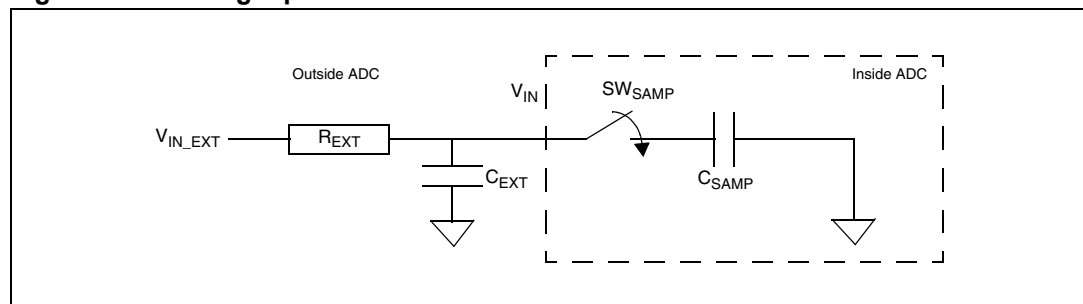 Outside ADC
Inside ADC
V_IN
SW_SAMP
V_IN_EXT
R_EXT
C_EXT
C_SAMP